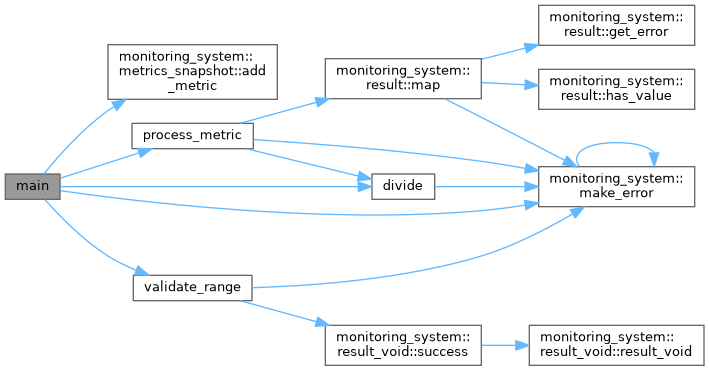 main
monitoring_system::
metrics_snapshot::add
_metric
process_metric
validate_range
monitoring_system::
result::map
divide
monitoring_system::
result_void::success
monitoring_system::
result::get_error
monitoring_system::
result::has_value
monitoring_system::
make_error
monitoring_system::
result_void::result_void